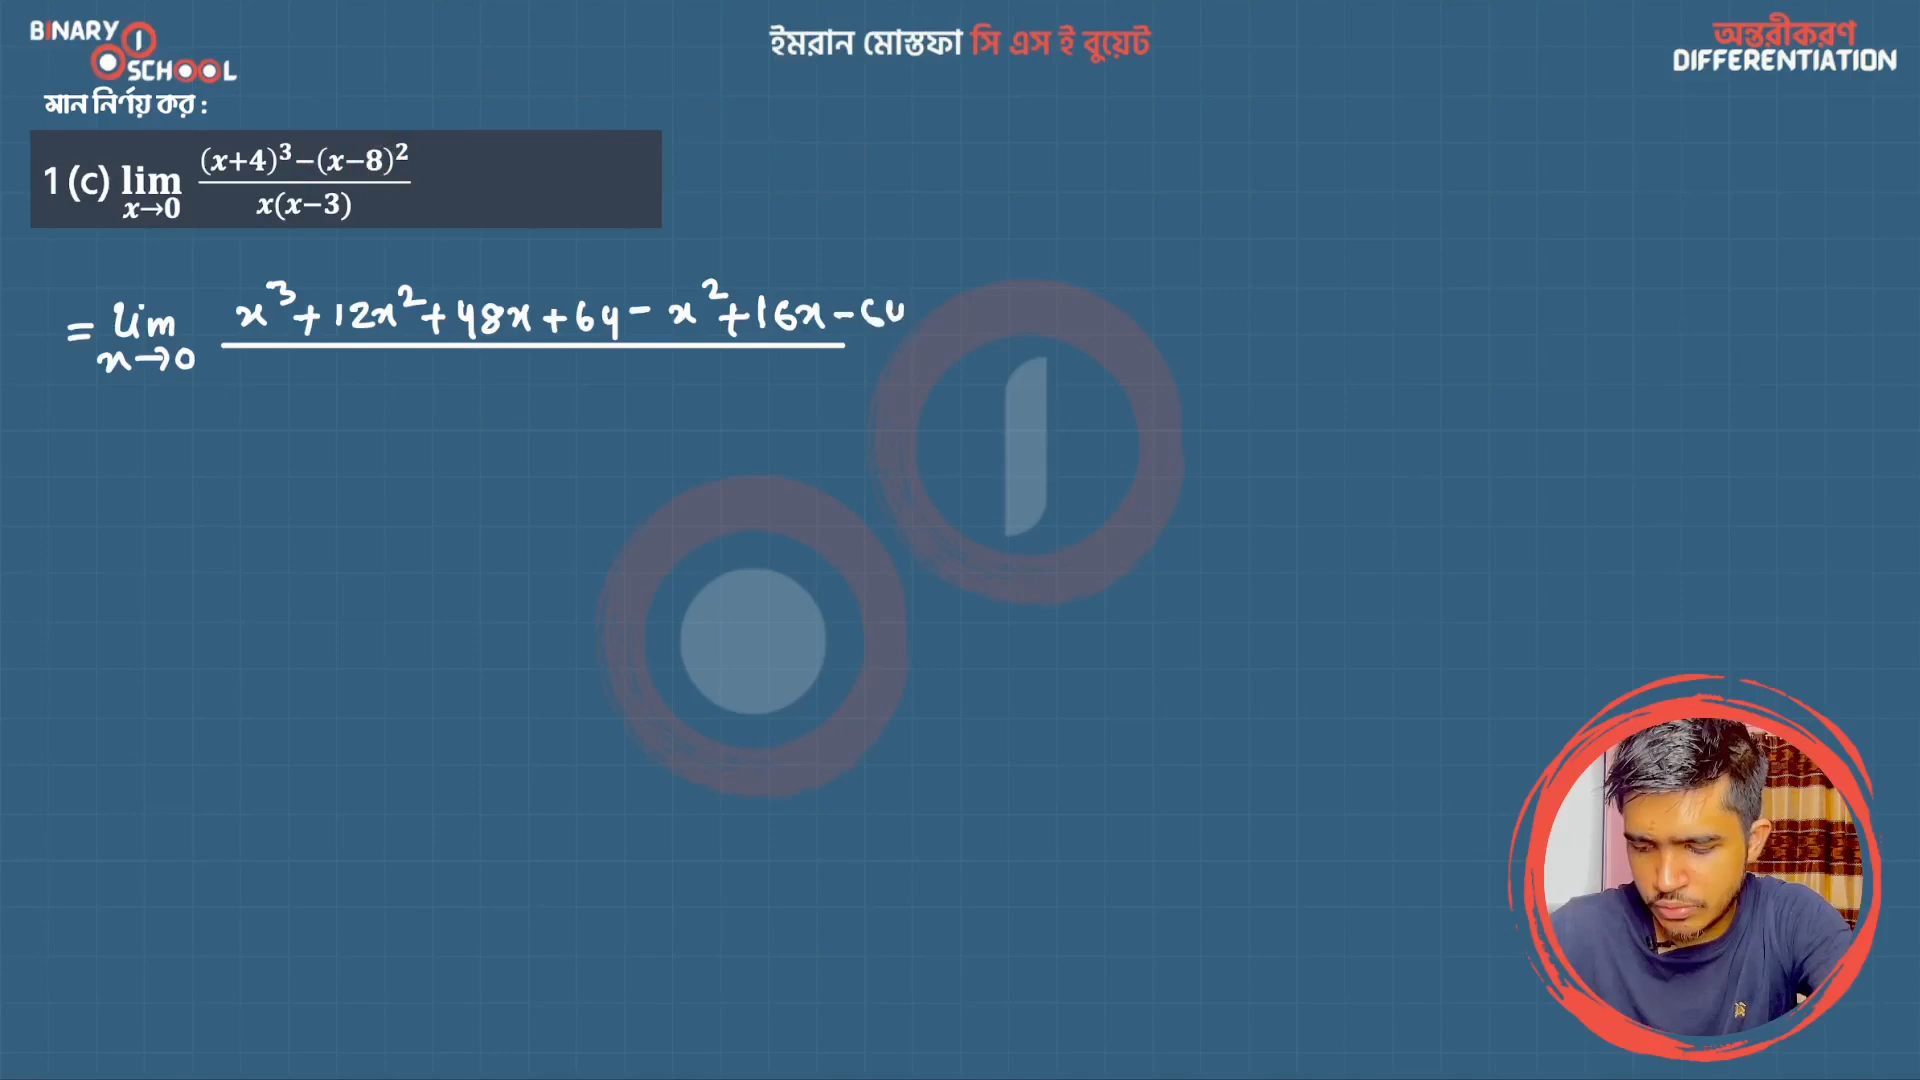 BINARY SCHOOL
ইমরান মোস্তফা সি এস ই বুয়েট
অন্তরীকরণ
DIFFERENTIATION
মান নির্ণয় কর :
1 (c) lim x→0 (x+4)³−(x−8)² / x(x−3)
= lim x→0 x³+12x²+48x+64−x²+16x−64